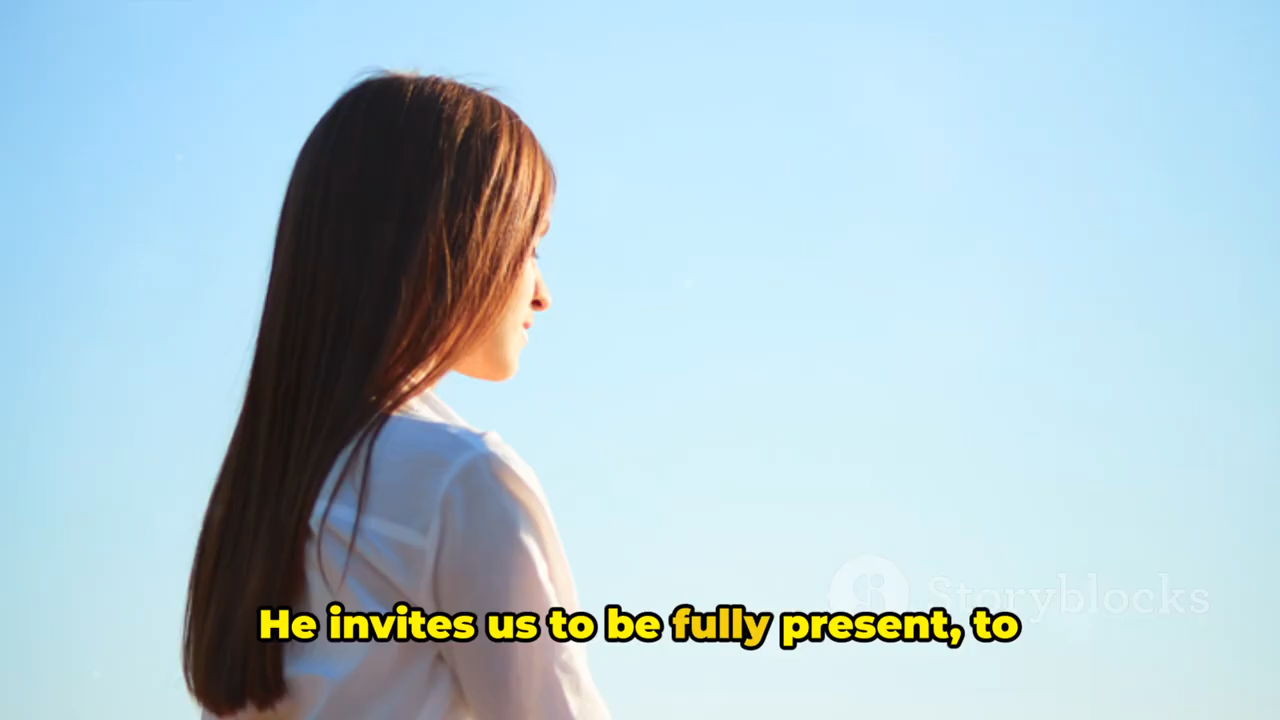 Storyblocks
He invites us to be fully present, to